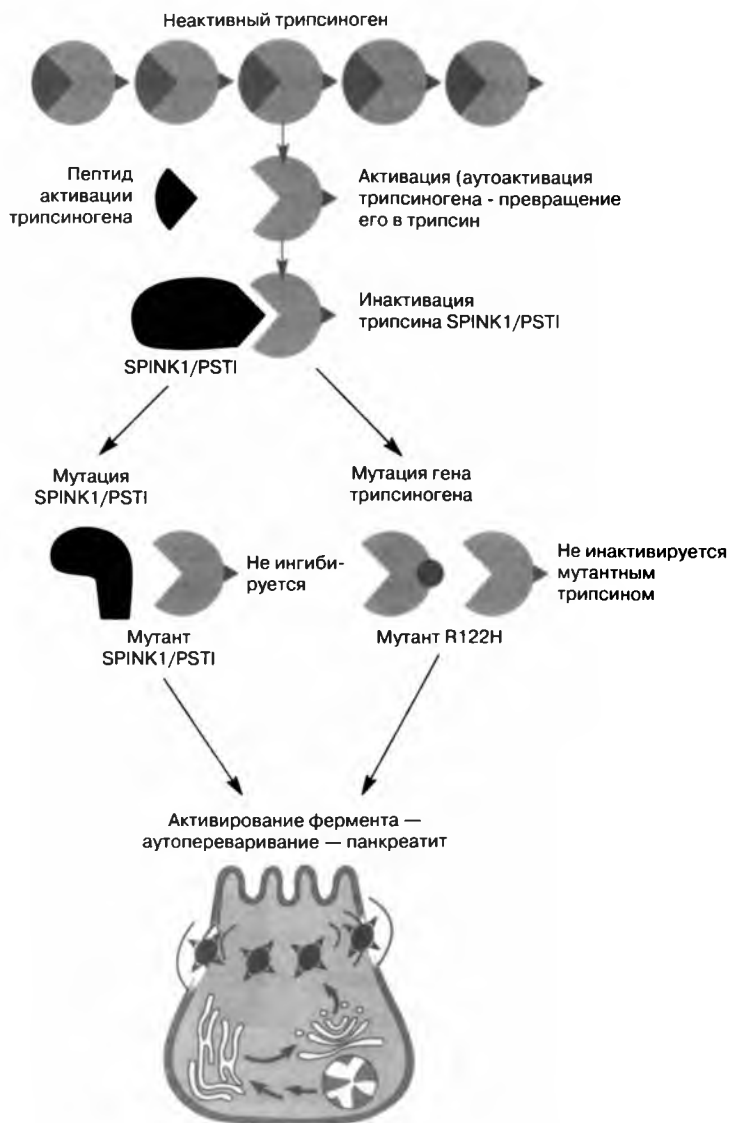 Неактивный трипсиноген
Пептид
активации
трипсиногена
Активация (аутоактивация
трипсиногена - превращение
его в трипсин
Инактивация
трипсина SPINK1/PSTI
SPINK1/PSTI
Мутация
SPINK1/PSTI
Мутация гена
трипсиногена
Не ингиби-
руется
Не инактивируется
мутантным
трипсином
Мутант
SPINK1/PSTI
Мутант R122H
Активирование фермента —
аутопереваривание — панкреатит